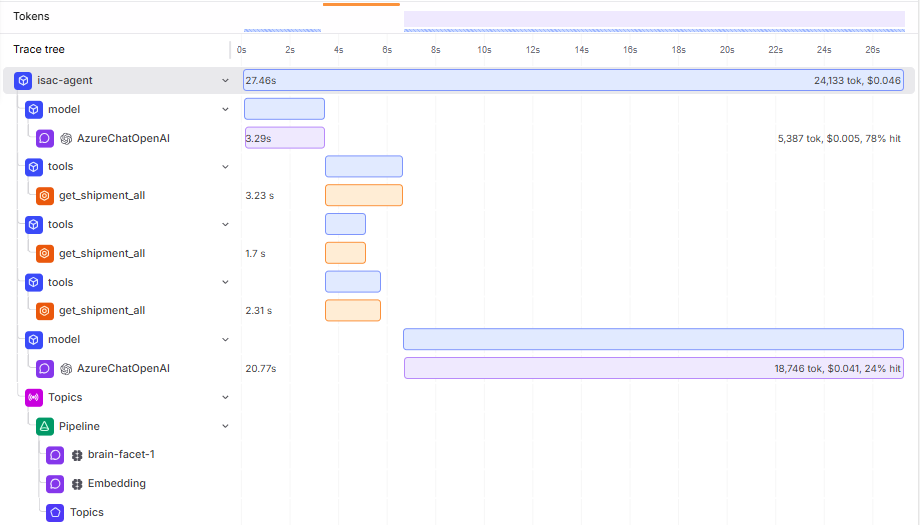 Tokens
Trace tree 0s 2s 4s 6s 8s 10s 12s 14s 16s 18s 20s 22s 24s 26s
isac-agent 27.46s 24,133 tok, $0.046
model
AzureChatOpenAI 3.29s 5,387 tok, $0.005, 78% hit
tools
get_shipment_all 3.23 s
tools
get_shipment_all 1.7 s
tools
get_shipment_all 2.31 s
model
AzureChatOpenAI 20.77s 18,746 tok, $0.041, 24% hit
Topics
Pipeline
brain-facet-1
Embedding
Topics